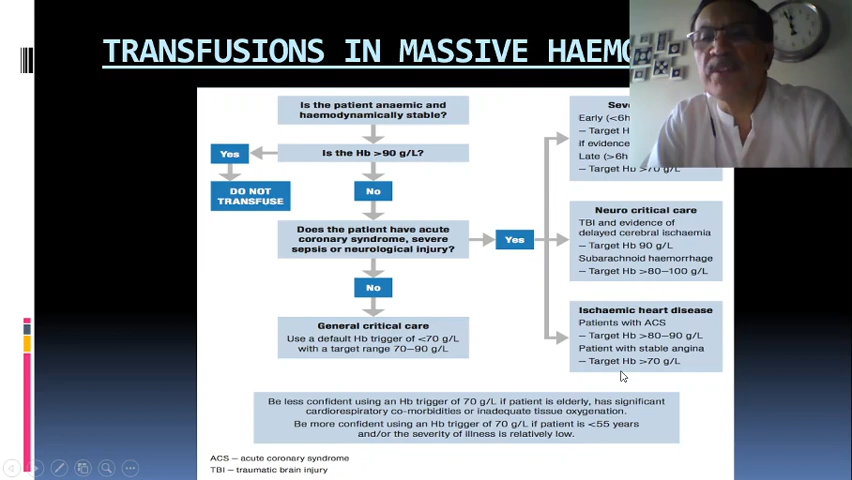 TRANSFUSIONS IN MASSIVE
Is the patient anaemic and
haemodynamically stable?
Is the Hb >90 g/L?
Yes
DO NOT
TRANSFUSE
No
Does the patient have acute
coronary syndrome, severe
sepsis or neurological injury?
Yes
No
General critical care
Use a default Hb trigger of <70 g/L
with a target range 70–90 g/L
Early (<6h
– Target
If evidence
Late (>6h
– Target Hb >70 g/L
Neuro critical care
TBI and evidence of
delayed cerebral ischaemia
– Target Hb 90 g/L
Subarachnoid haemorrhage
– Target Hb >80–100 g/L
Ischaemic heart disease
Patients with ACS
– Target Hb >80–90 g/L
Patient with stable angina
– Target Hb >70 g/L
Be less confident using an Hb trigger of 70 g/L if patient is elderly, has significant
cardiorespiratory co-morbidities or inadequate tissue oxygenation.
Be more confident using an Hb trigger of 70 g/L if patient is <55 years
and/or the severity of illness is relatively low.
ACS – acute coronary syndrome
TBI – traumatic brain injury